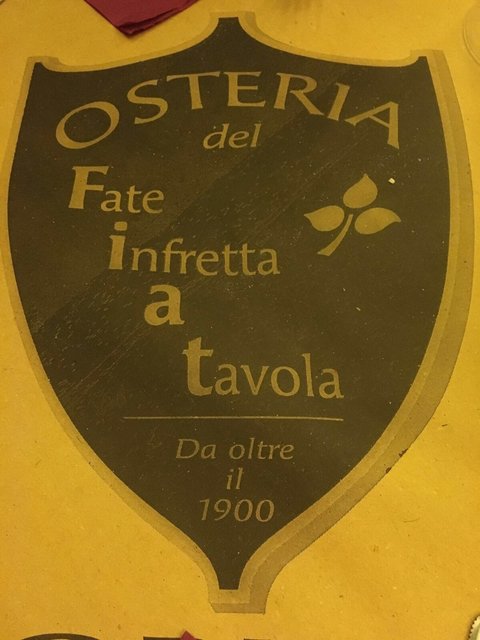 OSTERIA
del
Fate
infretta
a
tavola
Da oltre
il
1900